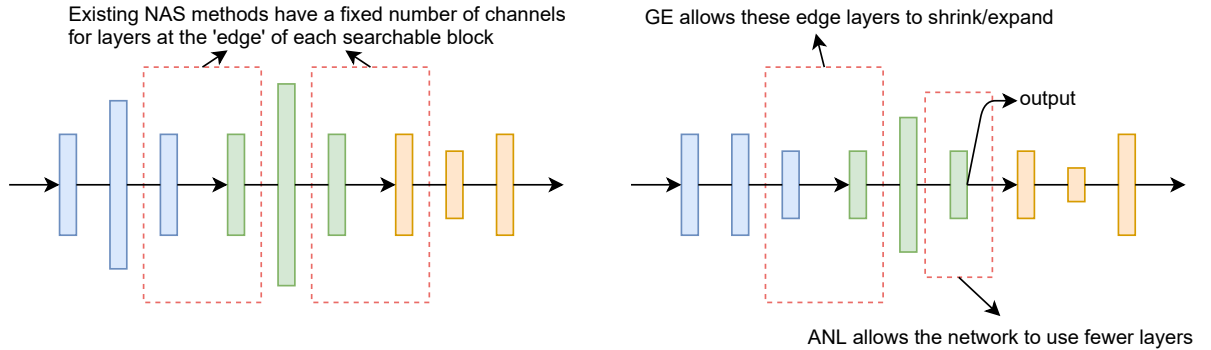 Existing NAS methods have a fixed number of channels
for layers at the 'edge' of each searchable block
GE allows these edge layers to shrink/expand
output
ANL allows the network to use fewer layers